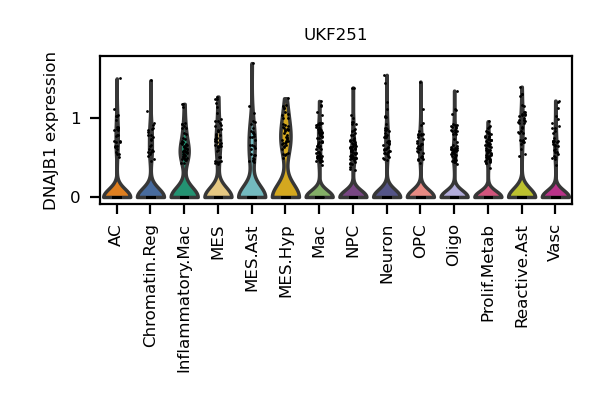 UKF251
DNAJB1 expression
1
0
AC
Chromatin.Reg
Inflammatory.Mac
MES
MES.Ast
MES.Hyp
Mac
NPC
Neuron
OPC
Oligo
Prolif.Metab
Reactive.Ast
Vasc